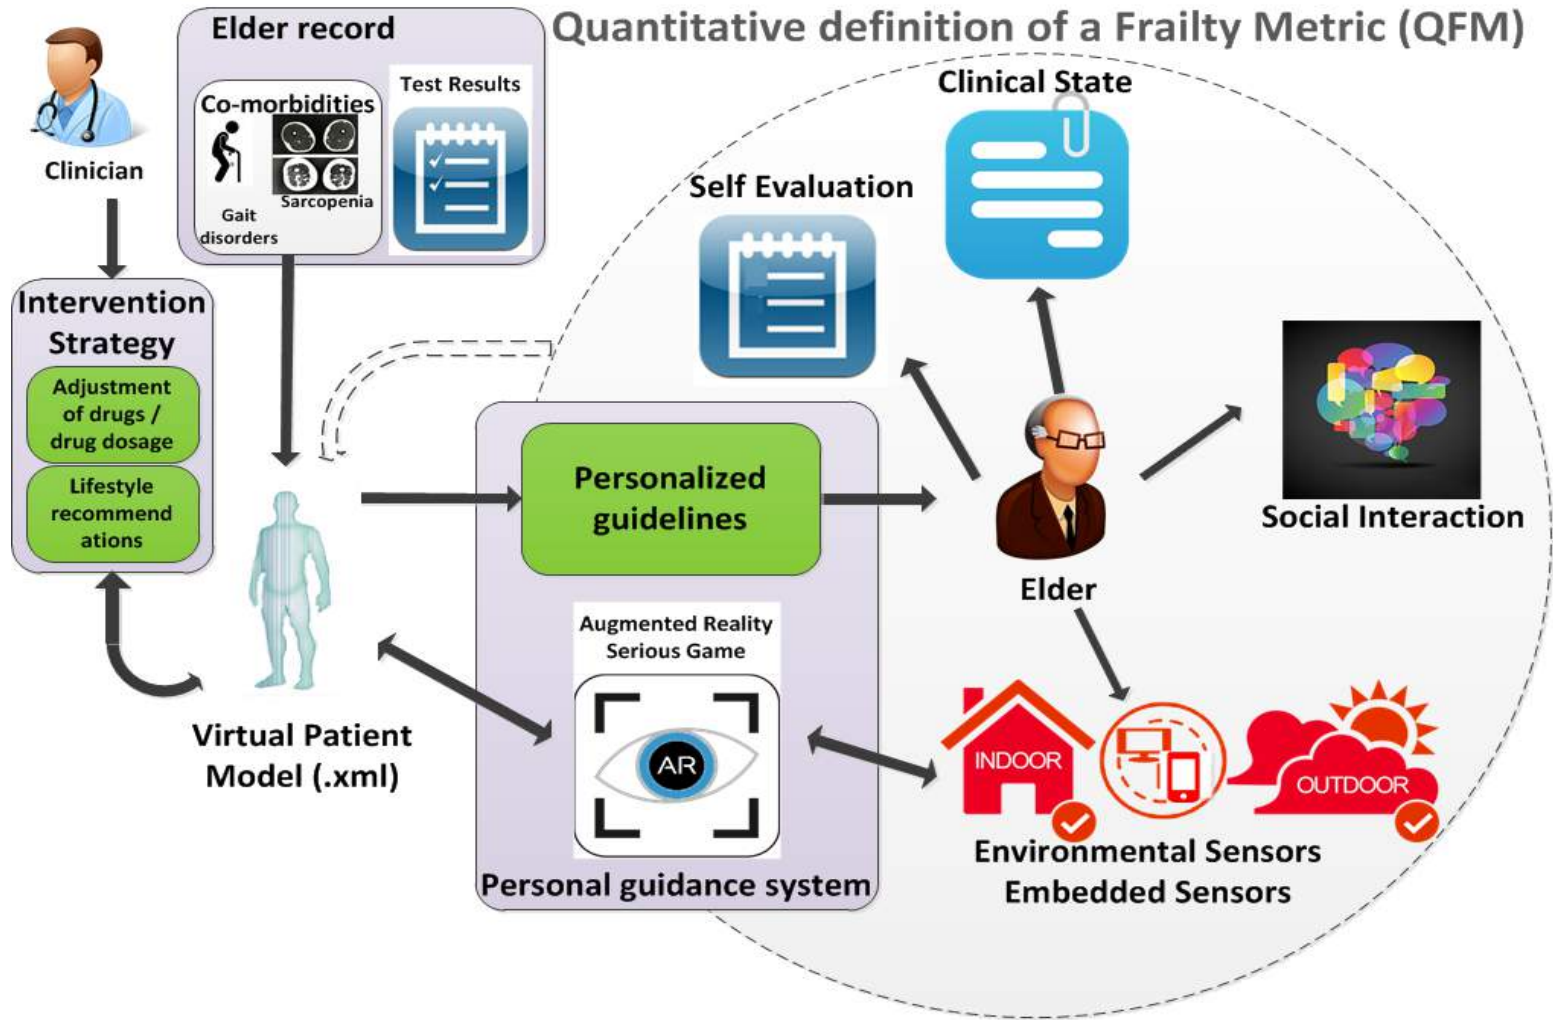 Quantitative definition of a Frailty Metric (QFM)
Elder record
Co-morbidities
Sarcopenia
Gait
disorders
Test Results
Clinician
Intervention
Strategy
Adjustment
of drugs /
drug dosage
Lifestyle
recommend
ations
Virtual Patient
Model (.xml)
Personalized
guidelines
Augmented Reality
Serious Game
AR
Personal guidance system
Self Evaluation
Clinical State
Social Interaction
Elder
INDOOR
OUTDOOR
Environmental Sensors
Embedded Sensors